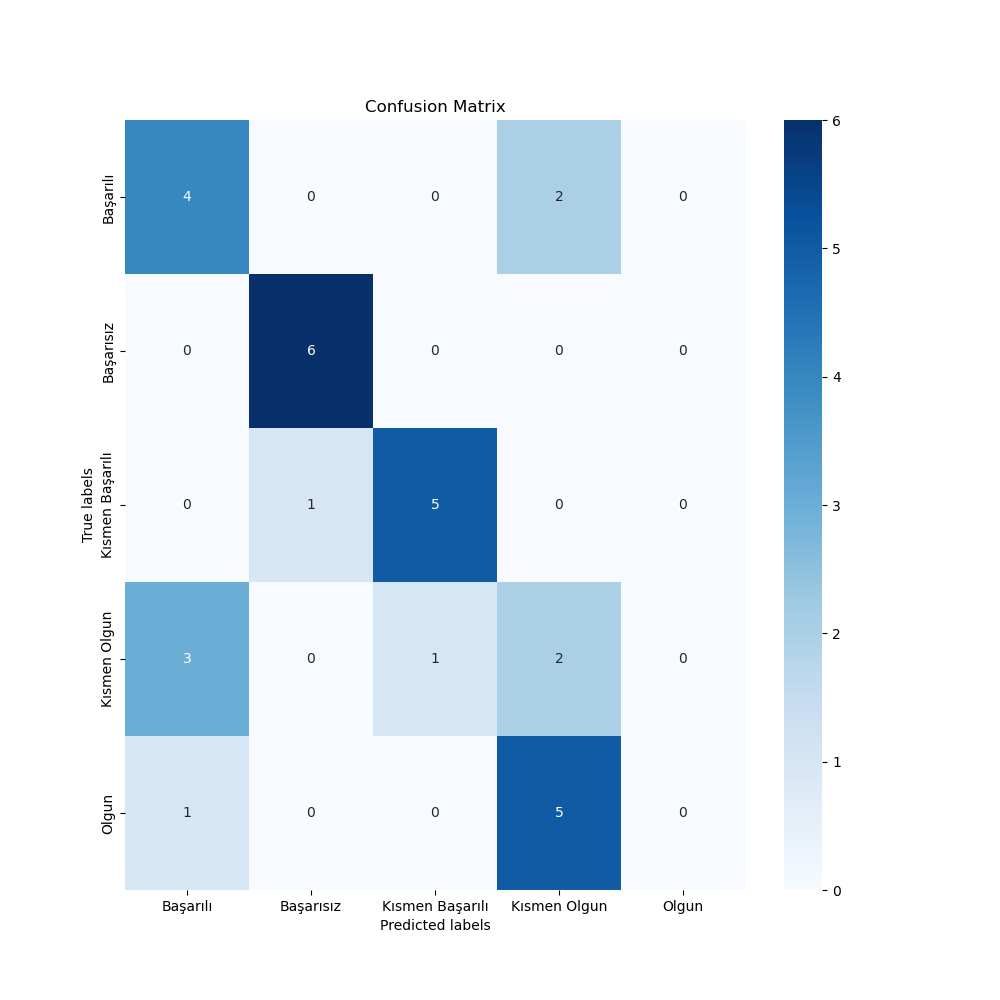 Confusion Matrix
True labels
Başarılı
4 0 0 2 0
Başarısız
0 6 0 0 0
Kısmen Başarılı
0 1 5 0 0
Kısmen Olgun
3 0 1 2 0
Olgun
1 0 0 5 0
Başarılı Başarısız Kısmen Başarılı Kısmen Olgun Olgun
Predicted labels
6
5
4
3
2
1
0